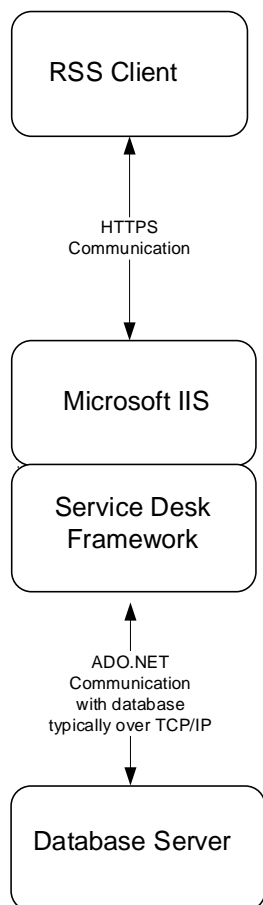 RSS Client
HTTPS
Communication
Microsoft IIS
Service Desk
Framework
ADO.NET
Communication
with database
typically over TCP/IP
Database Server